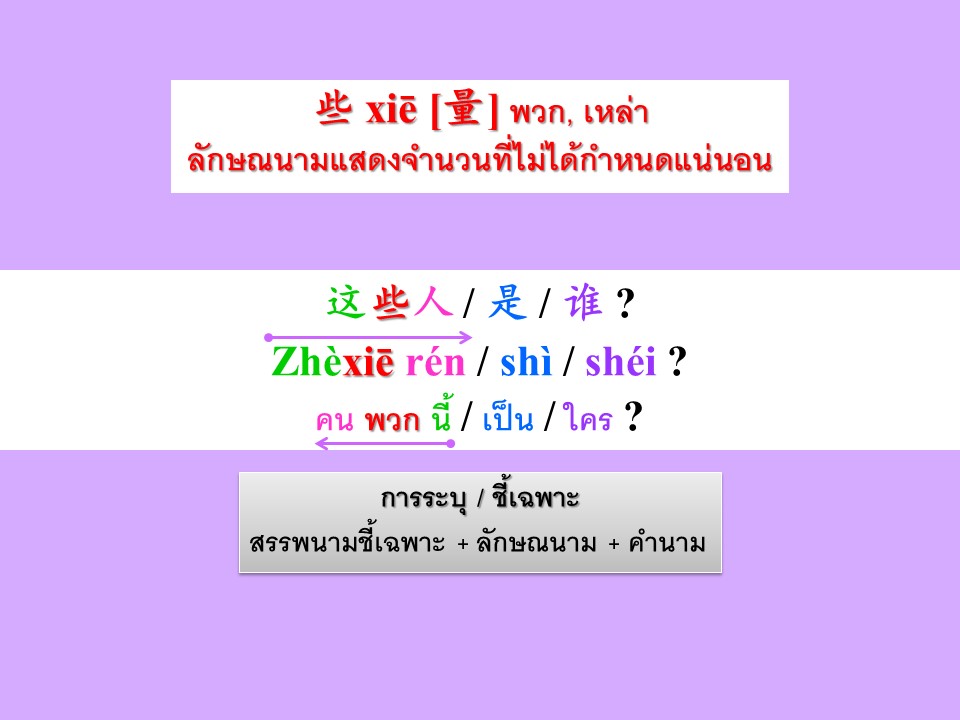 些 xiē [量] พวก, เหล่า
ลักษณนามแสดงจำนวนที่ไม่ได้กำหนดแน่นอน
这些人 / 是 / 谁 ?
Zhèxiē rén / shì / shéi ?
คน พวก นี้ / เป็น / ใคร ?
การระบุ / ชี้เฉพาะ
สรรพนามชี้เฉพาะ + ลักษณนาม + คำนาม